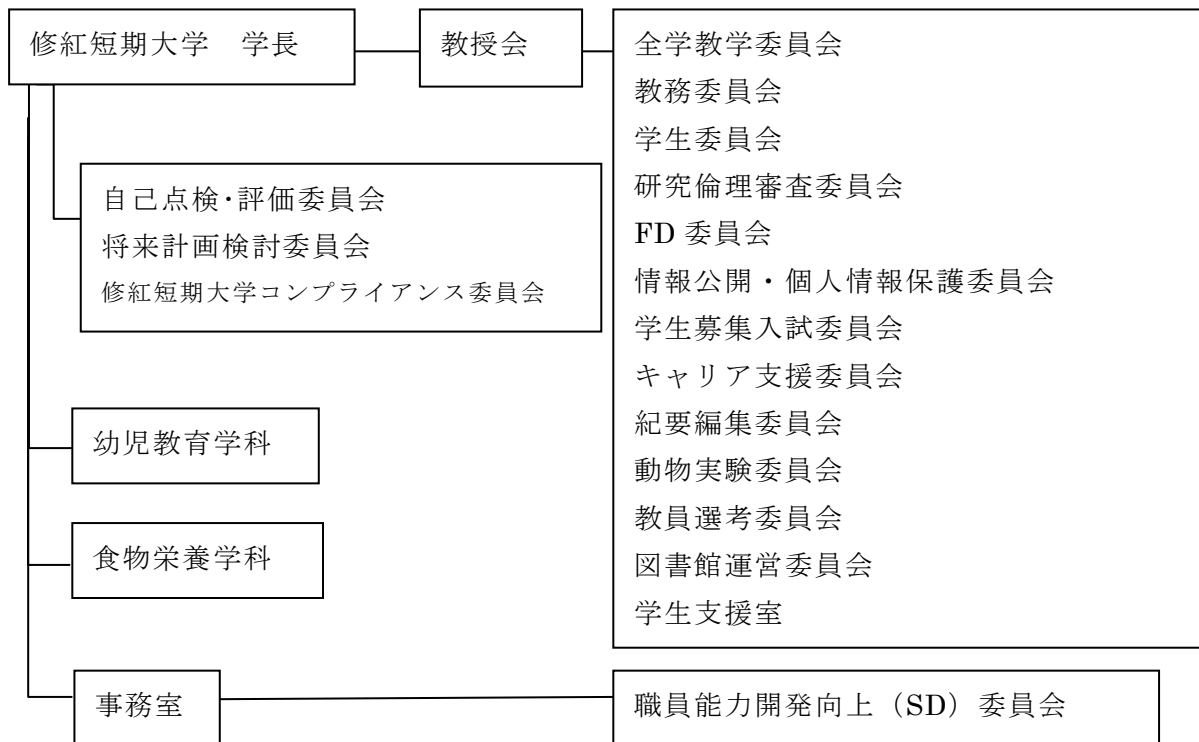 修紅短期大学　学長
教授会
全学教学委員会
教務委員会
学生委員会
研究倫理審査委員会
FD 委員会
情報公開・個人情報保護委員会
学生募集入試委員会
キャリア支援委員会
紀要編集委員会
動物実験委員会
教員選考委員会
図書館運営委員会
学生支援室
自己点検･評価委員会
将来計画検討委員会
修紅短期大学コンプライアンス委員会
幼児教育学科
食物栄養学科
事務室
職員能力開発向上（SD）委員会